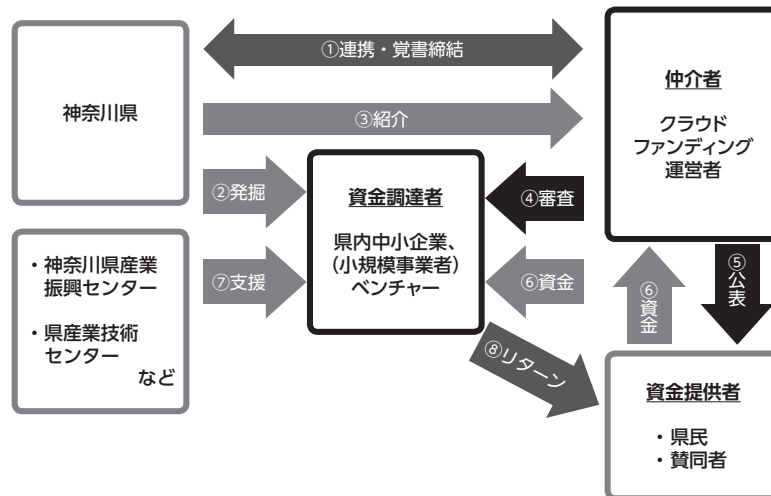 ①連携・覚書締結
神奈川県
③紹介
仲介者
クラウド
ファンディング
運営者
②発掘
資金調達者
県内中小企業、
(小規模事業者)
ベンチャー
④審査
・神奈川県産業
振興センター
・県産業技術
センター
など
⑦支援
⑥資金
⑥資金
⑤公表
⑧リターン
資金提供者
・県民
・賛同者